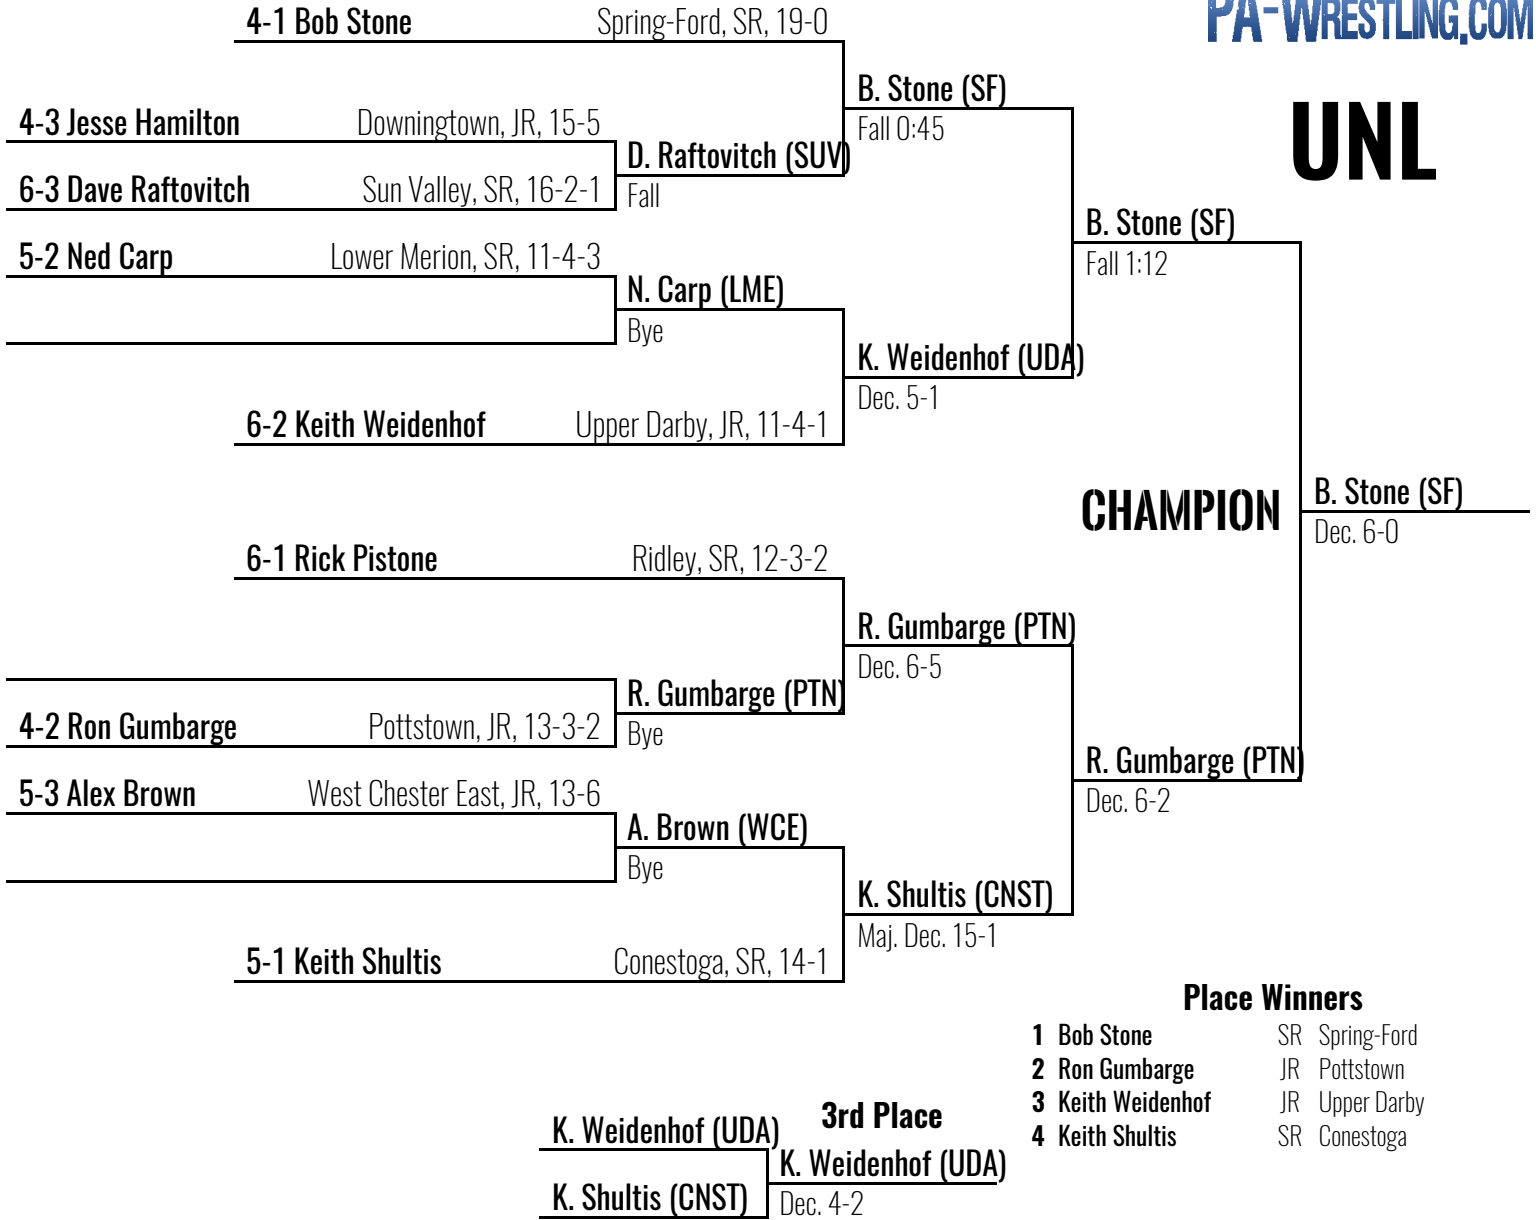 PA-WRESTLING.COM
UNL
4-1 Bob Stone Spring-Ford, SR, 19-0
B. Stone (SF)
Fall 0:45
4-3 Jesse Hamilton Downingtown, JR, 15-5
D. Raftovitch (SUV)
Fall
6-3 Dave Raftovitch Sun Valley, SR, 16-2-1
B. Stone (SF)
Fall 1:12
5-2 Ned Carp Lower Merion, SR, 11-4-3
N. Carp (LME)
Bye
K. Weidenhof (UDA)
Dec. 5-1
6-2 Keith Weidenhof Upper Darby, JR, 11-4-1
CHAMPION
B. Stone (SF)
Dec. 6-0
6-1 Rick Pistone Ridley, SR, 12-3-2
R. Gumbarge (PTN)
Dec. 6-5
R. Gumbarge (PTN)
Bye
4-2 Ron Gumbarge Pottstown, JR, 13-3-2
R. Gumbarge (PTN)
Dec. 6-2
5-3 Alex Brown West Chester East, JR, 13-6
A. Brown (WCE)
Bye
K. Shultis (CNST)
Maj. Dec. 15-1
5-1 Keith Shultis Conestoga, SR, 14-1
Place Winners
1 Bob Stone SR Spring-Ford
2 Ron Gumbarge JR Pottstown
3 Keith Weidenhof JR Upper Darby
4 Keith Shultis SR Conestoga
3rd Place
K. Weidenhof (UDA)
K. Weidenhof (UDA)
Dec. 4-2
K. Shultis (CNST)